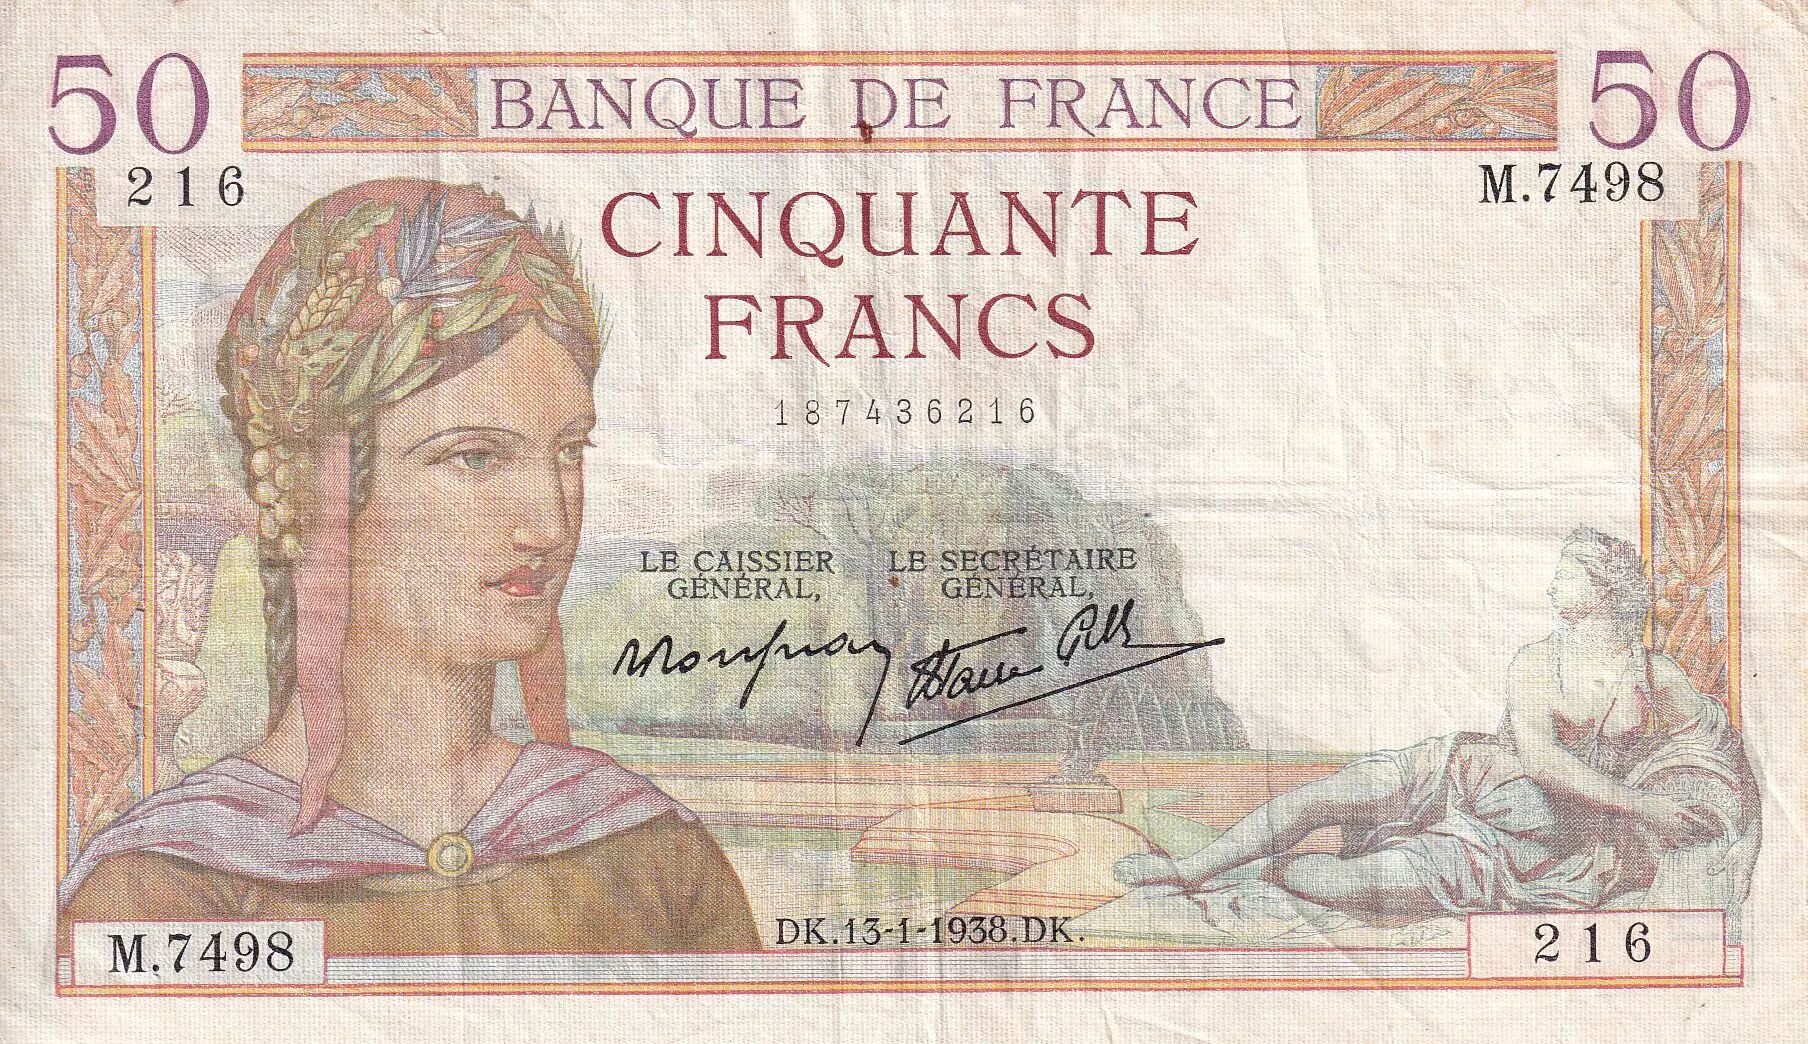 50 BANQUE DE FRANCE 50
216 M.7498
CINQUANTE
FRANCS
187436216
LE CAISSIER GÉNÉRAL,
LE SECRÉTAIRE GÉNÉRAL,
DK.13-1-1938.DK.
M.7498 216